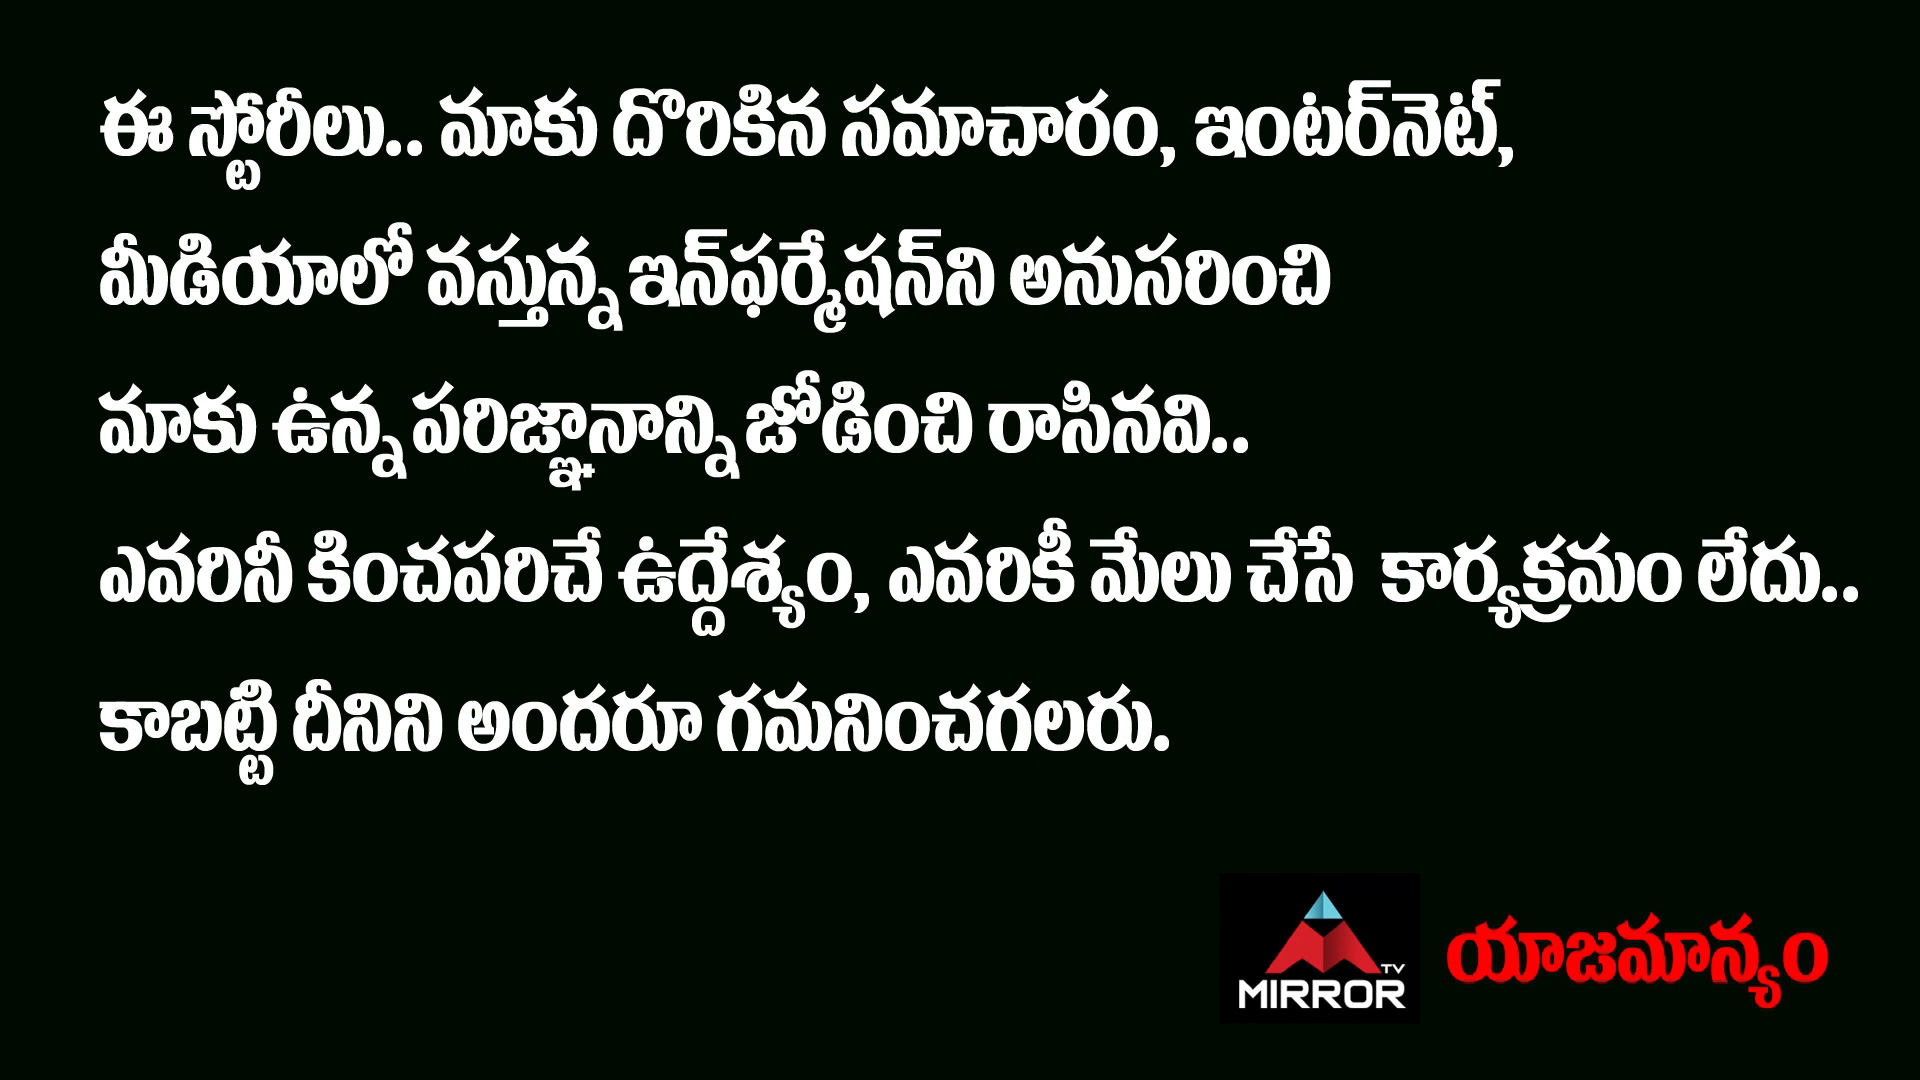 ఈ స్టోరీలు.. మాకు దొరికిన సమాచారం, ఇంటర్‌నెట్,
మీడియాలో వస్తున్న ఇన్‌ఫర్మేషన్‌ని అనుసరించి
మాకు ఉన్న పరిజ్ఞానాన్ని జోడించి రాసినవి..
ఎవరినీ కించపరిచే ఉద్దేశ్యం, ఎవరికీ మేలు చేసే కార్యక్రమం లేదు..
కాబట్టి దీనిని అందరూ గమనించగలరు.
TV
MIRROR
యాజమాన్యం